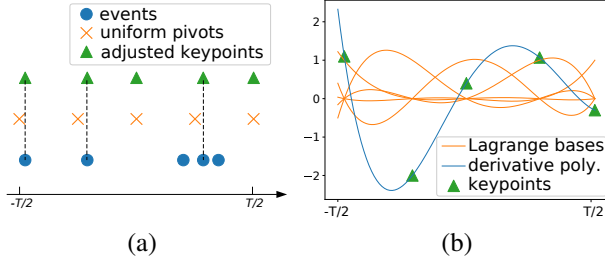 events
uniform pivots
adjusted keypoints
-T/2
T/2
(a)
2
1
0
−1
−2
Lagrange bases
derivative poly.
keypoints
-T/2
T/2
(b)